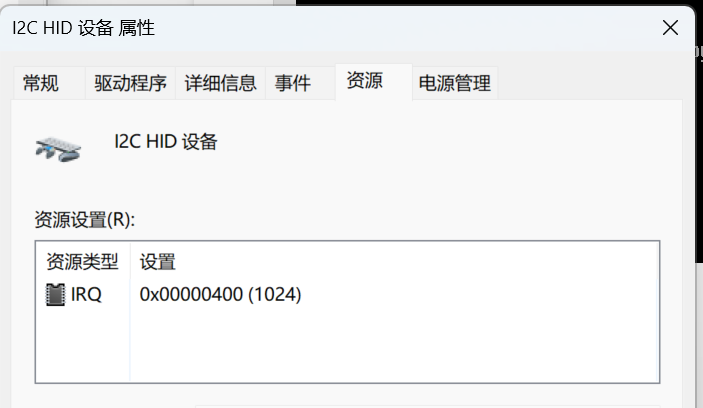 I2C HID 设备 属性
常规 驱动程序 详细信息 事件 资源 电源管理
I2C HID 设备
资源设置(R):
资源类型 设置
IRQ 0x00000400 (1024)